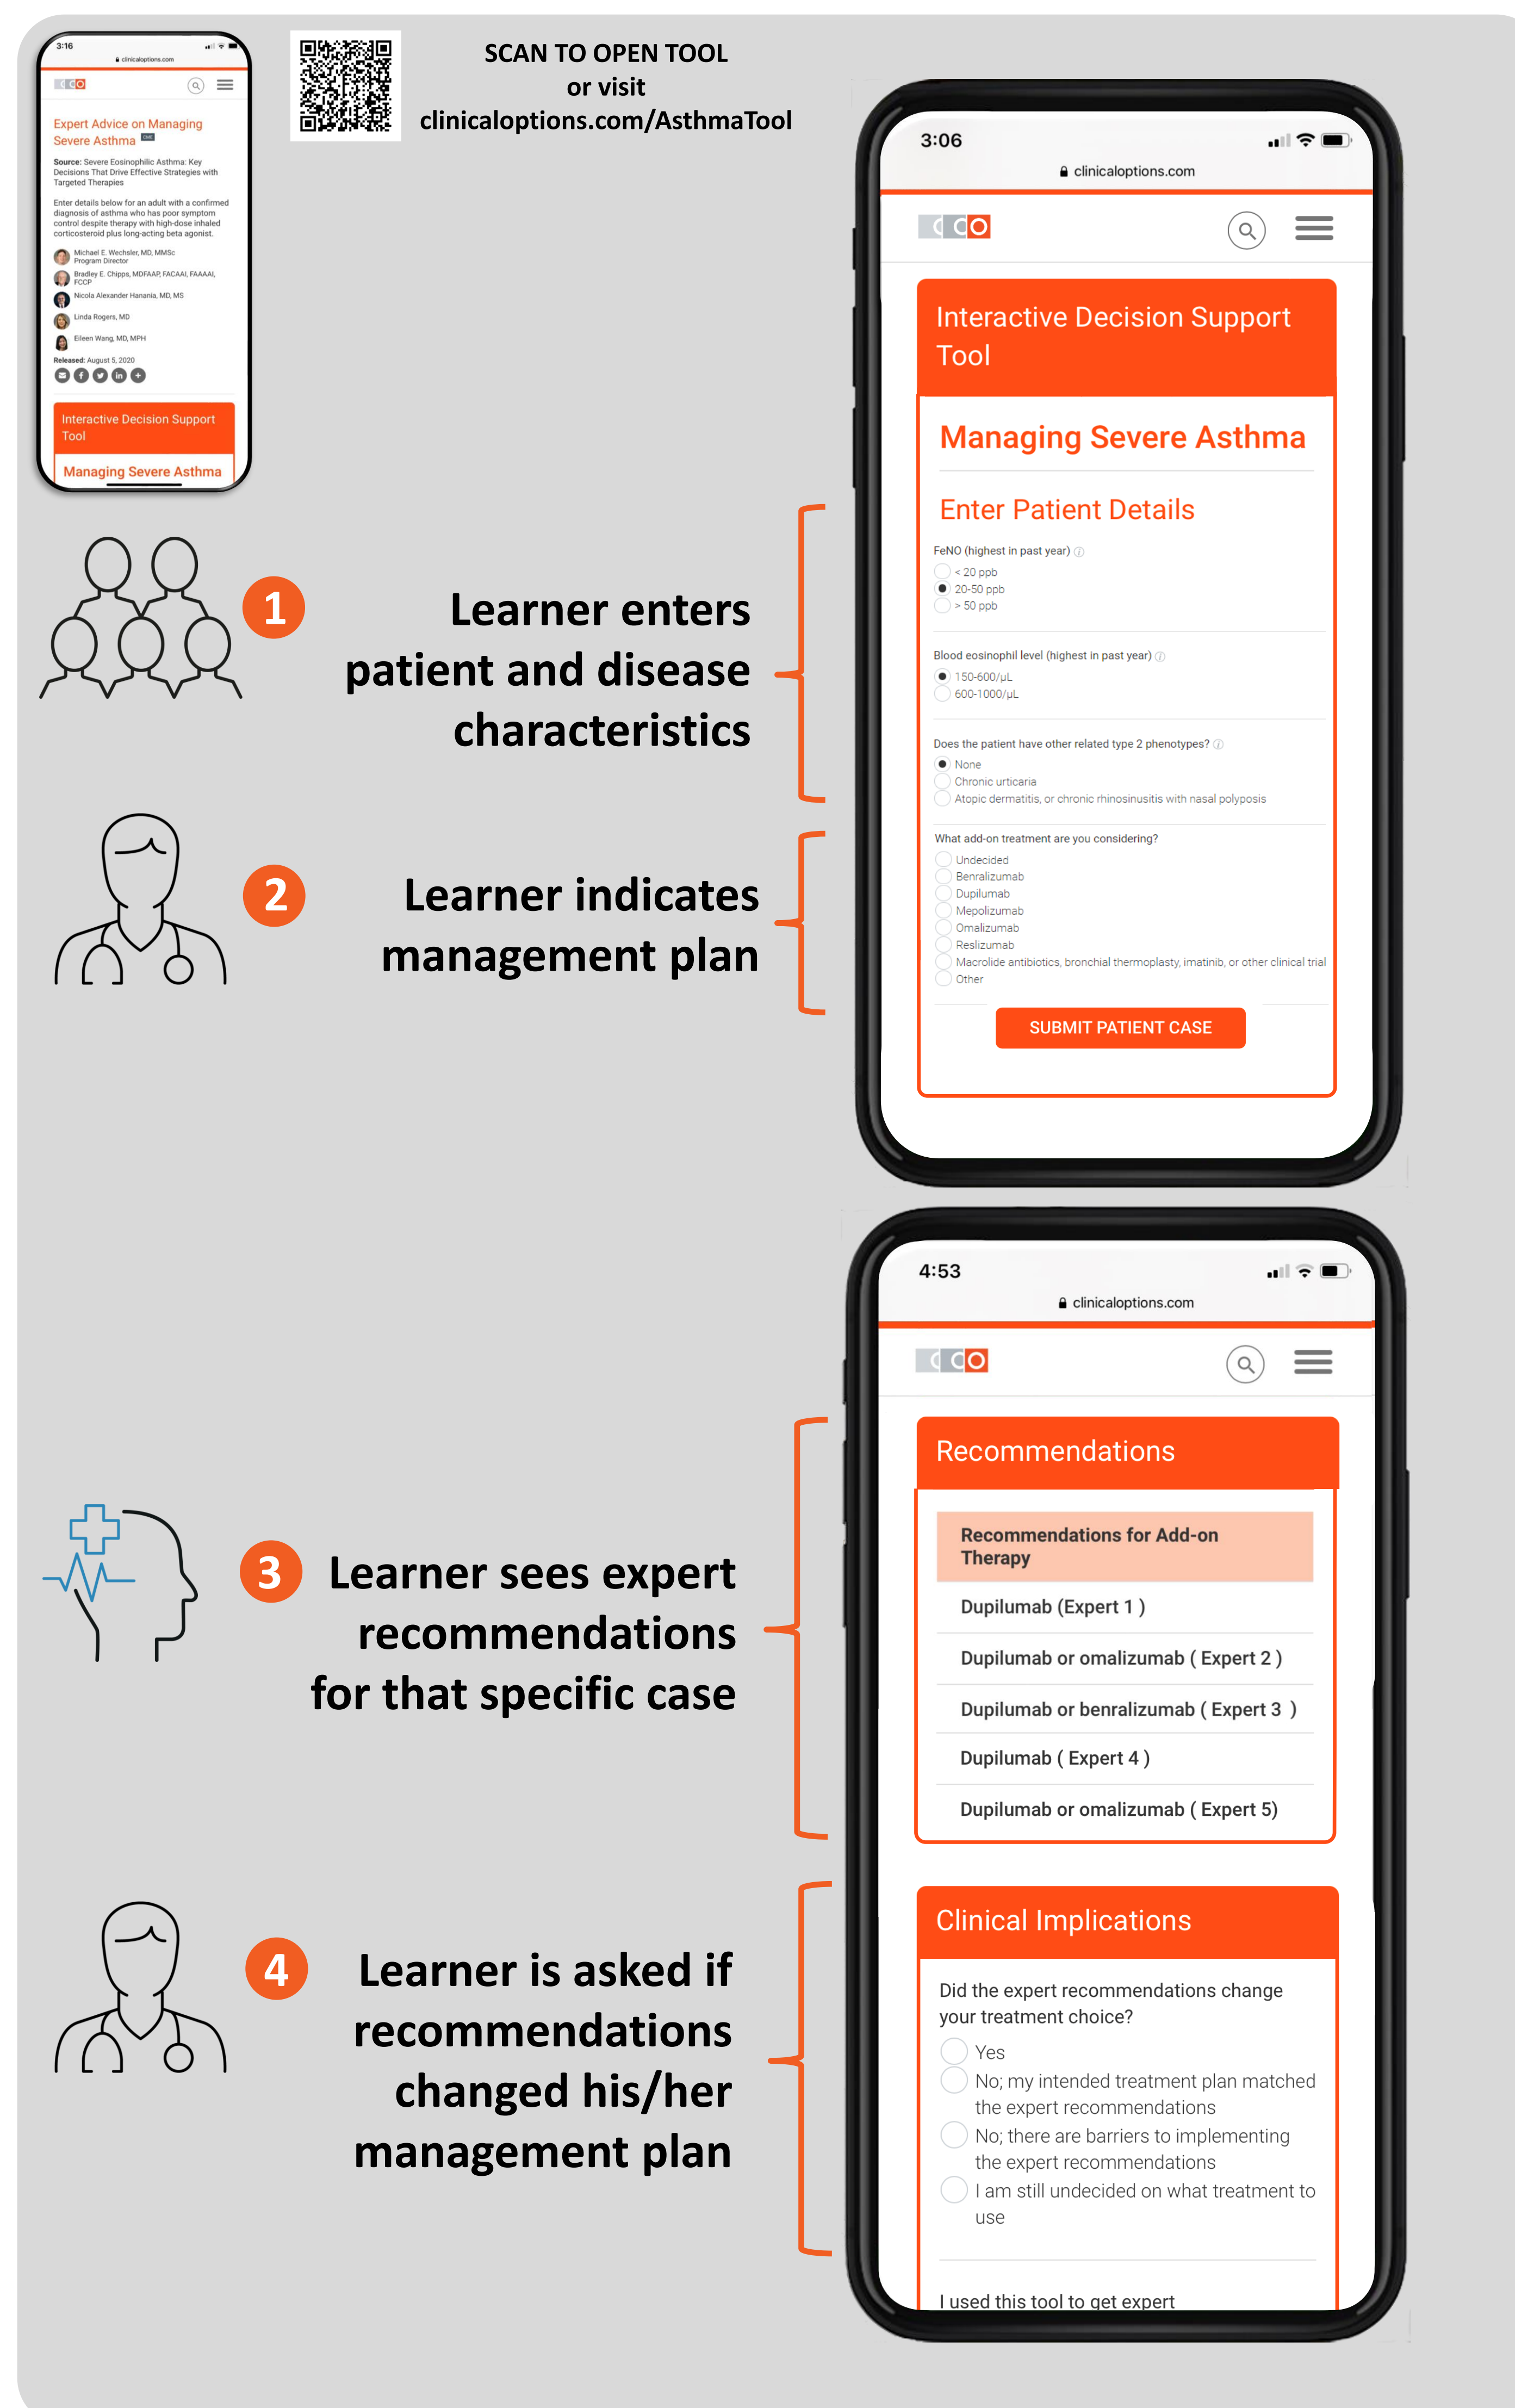 3:16
clinicaloptions.com
CCO
Expert Advice on Managing
Severe Asthma CME
Source: Severe Eosinophilic Asthma: Key
Decisions That Drive Effective Strategies with
Targeted Therapies
Enter details below for an adult with a confirmed
diagnosis of asthma who has poor symptom
control despite therapy with high-dose inhaled
corticosteroid plus long-acting beta agonist.
Michael E. Wechsler, MD, MMSc
Program Director
Bradley E. Chipps, MDFAAP, FACAAI, FAAAAI,
FCCP
Nicola Alexander Hanania, MD, MS
Linda Rogers, MD
Eileen Wang, MD, MPH
Released: August 5, 2020
Interactive Decision Support
Tool
Managing Severe Asthma
SCAN TO OPEN TOOL
or visit
clinicaloptions.com/AsthmaTool
1
Learner enters
patient and disease
characteristics
2
Learner indicates
management plan
3:06
clinicaloptions.com
CCO
Interactive Decision Support
Tool
Managing Severe Asthma
Enter Patient Details
FeNO (highest in past year) i
< 20 ppb
20-50 ppb
> 50 ppb
Blood eosinophil level (highest in past year) i
150-600/µL
600-1000/µL
Does the patient have other related type 2 phenotypes? i
None
Chronic urticaria
Atopic dermatitis, or chronic rhinosinusitis with nasal polyposis
What add-on treatment are you considering?
Undecided
Benralizumab
Dupilumab
Mepolizumab
Omalizumab
Reslizumab
Macrolide antibiotics, bronchial thermoplasty, imatinib, or other clinical trial
Other
SUBMIT PATIENT CASE
3
Learner sees expert
recommendations
for that specific case
4
Learner is asked if
recommendations
changed his/her
management plan
4:53
clinicaloptions.com
CCO
Recommendations
Recommendations for Add-on
Therapy
Dupilumab (Expert 1 )
Dupilumab or omalizumab ( Expert 2 )
Dupilumab or benralizumab ( Expert 3 )
Dupilumab ( Expert 4 )
Dupilumab or omalizumab ( Expert 5)
Clinical Implications
Did the expert recommendations change
your treatment choice?
Yes
No; my intended treatment plan matched
the expert recommendations
No; there are barriers to implementing
the expert recommendations
I am still undecided on what treatment to
use
I used this tool to get expert